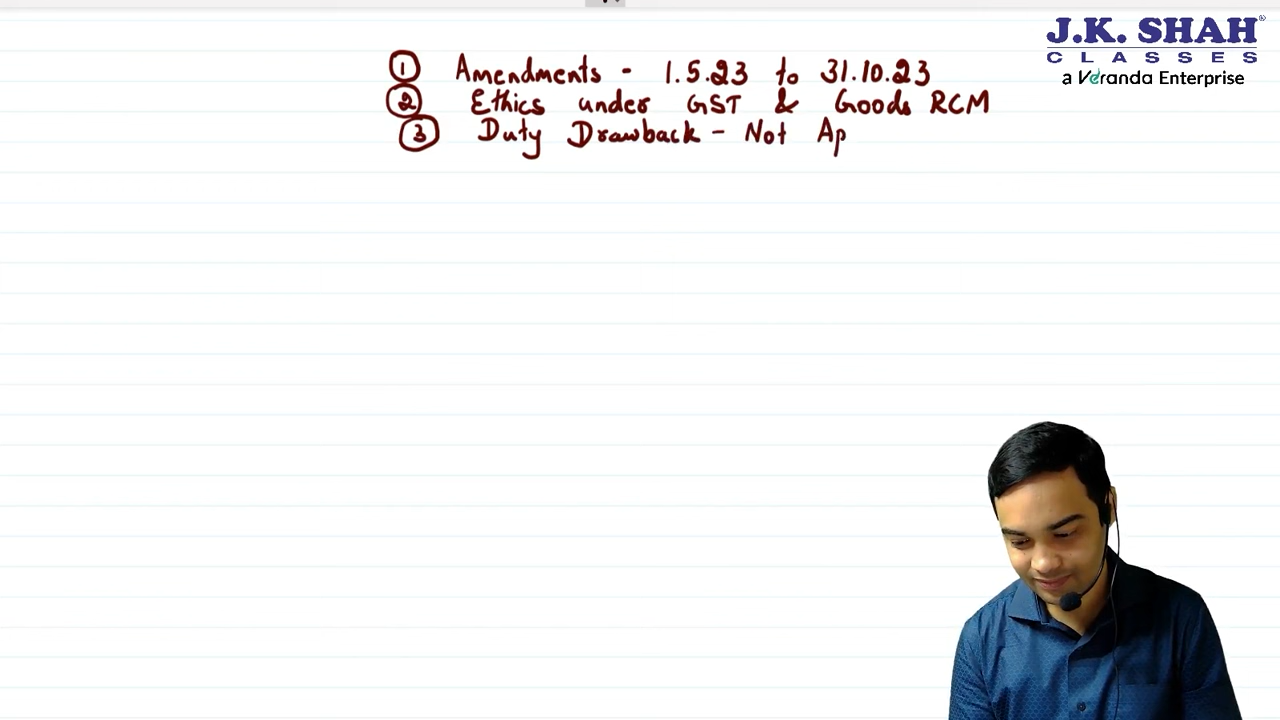 J.K. SHAH®
CLASSES
a Veranda Enterprise
① Amendments - 1.5.23 to 31.10.23
② Ethics under GST & Goods RCM
③ Duty Drawback - Not Ap